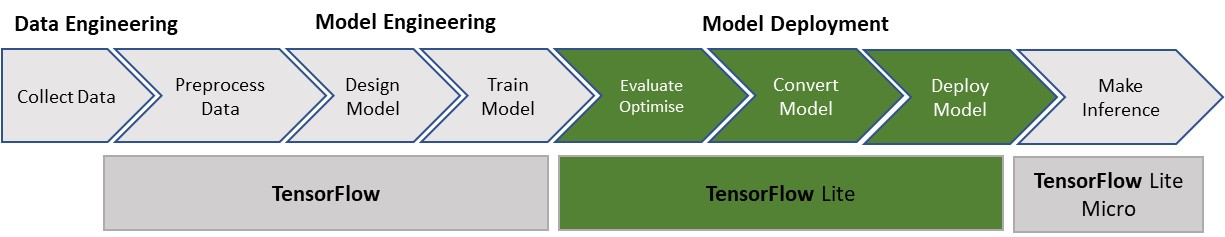 Data Engineering
Model Engineering
Model Deployment
Collect Data
Preprocess
Data
Design
Model
Train
Model
Evaluate
Optimise
Convert
Model
Deploy
Model
Make
Inference
TensorFlow
TensorFlow Lite
TensorFlow Lite
Micro